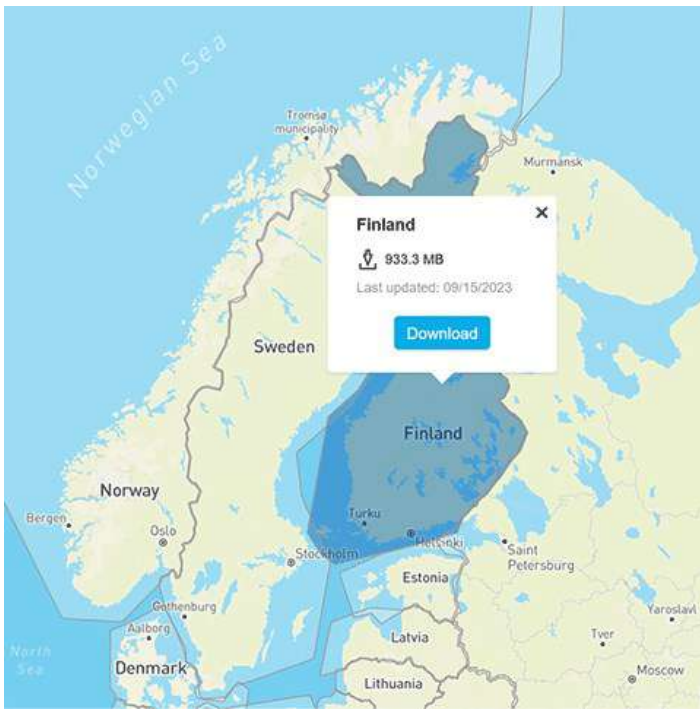 Norwegian Sea
Tromsø
municipality
Murmansk
Finland
933.3 MB
Last updated: 09/15/2023
Download
Sweden
Finland
Norway
Bergen
Oslo
Turku
Helsinki
Stockholm
Saint
Petersburg
Estonia
Gothenburg
Yaroslavl
Aalborg
North
Sea
Latvia
Tver
Denmark
Moscow
Lithuania